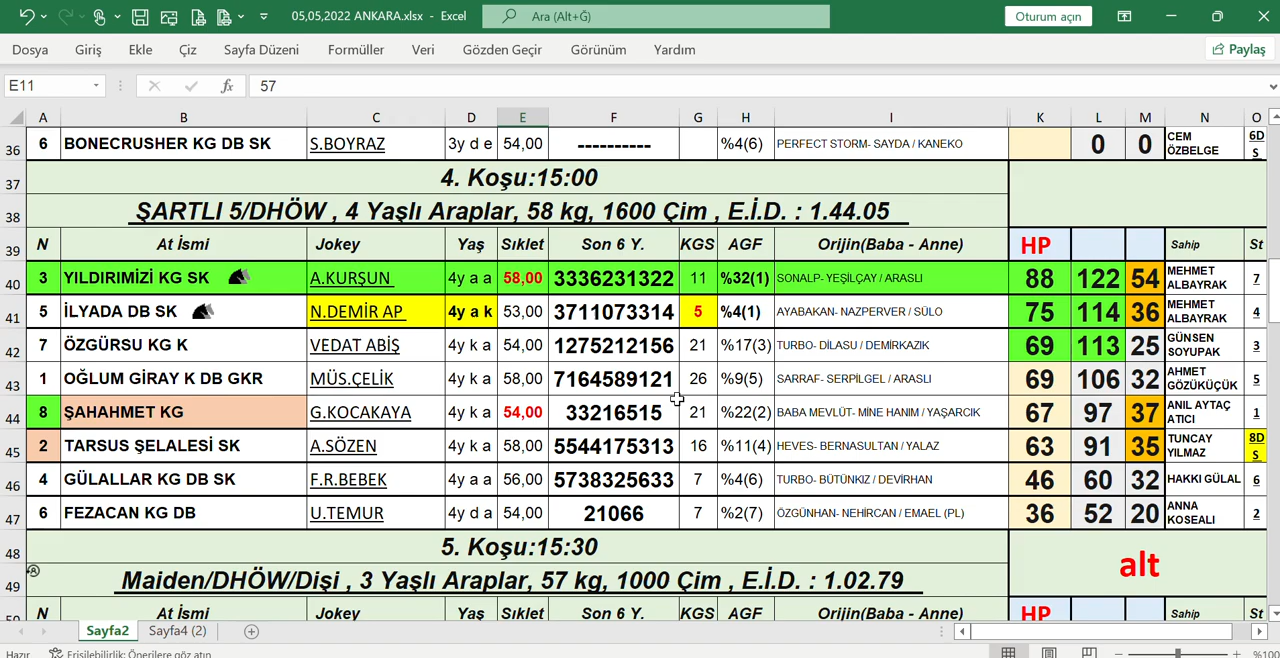 05,05,2022 ANKARA.xlsx - Excel
Ara (Alt+Ğ)
Oturum açın
Dosya Giriş Ekle Çiz Sayfa Düzeni Formüller Veri Gözden Geçir Görünüm Yardım Paylaş
E11 fx 57
A B C D E F G H I K L M N O
36 6 BONECRUSHER KG DB SK S.BOYRAZ 3y d e 54,00 ---------- %4(6) PERFECT STORM- SAYDA / KANEKO 0 0 CEM ÖZBELGE 6D S
37 4. Koşu:15:00
38 ŞARTLI 5/DHÖW , 4 Yaşlı Araplar, 58 kg, 1600 Çim , E.İ.D. : 1.44.05
39 N At İsmi Jokey Yaş Sıklet Son 6 Y. KGS AGF Orijin(Baba - Anne) HP Sahip St
40 3 YILDIRIMİZİ KG SK A.KURŞUN 4y a a 58,00 3336231322 11 %32(1) SONALP- YEŞİLÇAY / ARASLI 88 122 54 MEHMET ALBAYRAK 7
41 5 İLYADA DB SK N.DEMİR AP 4y a k 53,00 3711073314 5 %4(1) AYABAKAN- NAZPERVER / SÜLO 75 114 36 MEHMET ALBAYRAK 4
42 7 ÖZGÜRSU KG K VEDAT ABİŞ 4y k a 54,00 1275212156 21 %17(3) TURBO- DİLASU / DEMİRKAZIK 69 113 25 GÜNSEN SOYUPAK 3
43 1 OĞLUM GİRAY K DB GKR MÜS.ÇELİK 4y k a 58,00 7164589121 26 %9(5) SARRAF- SERPİLGEL / ARASLI 69 106 32 AHMET GÖZÜKÜÇÜK 5
44 8 ŞAHAHMET KG G.KOCAKAYA 4y k a 54,00 33216515 21 %22(2) BABA MEVLÜT- MİNE HANIM / YAŞARCIK 67 97 37 ANIL AYTAÇ ATICI 1
45 2 TARSUS ŞELALESİ SK A.SÖZEN 4y k a 58,00 5544175313 16 %11(4) HEVES- BERNASULTAN / YALAZ 63 91 35 TUNCAY YILMAZ 8D S
46 4 GÜLALLAR KG DB SK F.R.BEBEK 4y a a 56,00 5738325633 7 %4(6) TURBO- BÜTÜNKIZ / DEVİRHAN 46 60 32 HAKKI GÜLAL 6
47 6 FEZACAN KG DB U.TEMUR 4y d a 54,00 21066 7 %2(7) ÖZGÜNHAN- NEHİRCAN / EMAEL (PL) 36 52 20 ANNA KOSEALI 2
48 5. Koşu:15:30 alt
49 Maiden/DHÖW/Dişi , 3 Yaşlı Araplar, 57 kg, 1000 Çim , E.İ.D. : 1.02.79
50 N At İsmi Jokey Yaş Sıklet Son 6 Y. KGS AGF Orijin(Baba - Anne) HP Sahip St
Sayfa2 Sayfa4 (2)
Hazır Erişilebilirlik: Önerilere göz atın %100